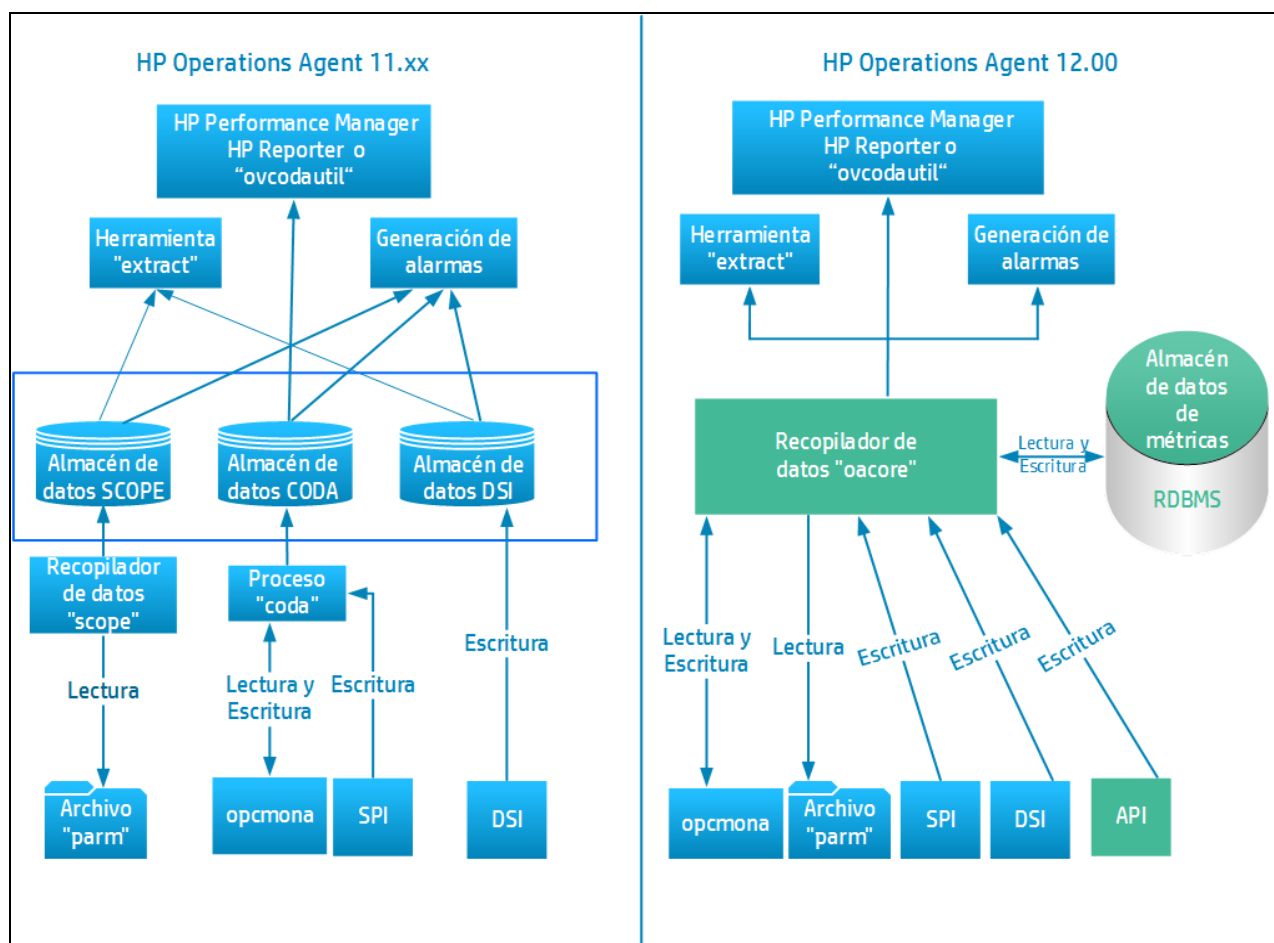 HP Operations Agent 11.xx
HP Performance Manager
HP Reporter o
“ovcodautil“
Herramienta
"extract"
Generación de
alarmas
Almacén de
datos SCOPE
Almacén de
datos CODA
Almacén de
datos DSI
Recopilador
de datos
"scope"
Proceso
"coda"
Escritura
Lectura
Lectura y
Escritura
Escritura
Archivo
"parm"
opcmona
SPI
DSI
HP Operations Agent 12.00
HP Performance Manager
HP Reporter o
“ovcodautil“
Herramienta
"extract"
Generación de
alarmas
Almacén
de datos
de
métricas
RDBMS
Recopilador de
datos "oacore"
Lectura y
Escritura
Lectura y
Escritura
Lectura
Escritura
Escritura
Escritura
opcmona
Archivo
"parm"
SPI
DSI
API